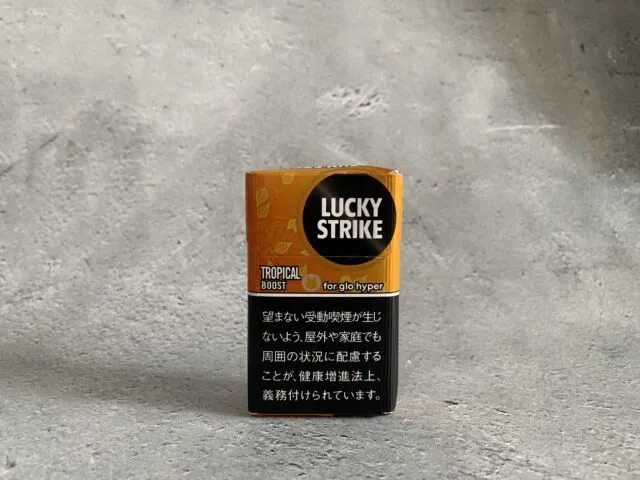 LUCKY
STRIKE
TROPICAL
BOOST
for glo hyper
望まない受動喫煙が生じ
ないよう、屋外や家庭でも
周囲の状況に配慮する
ことが、健康増進法上、
義務付けられています。